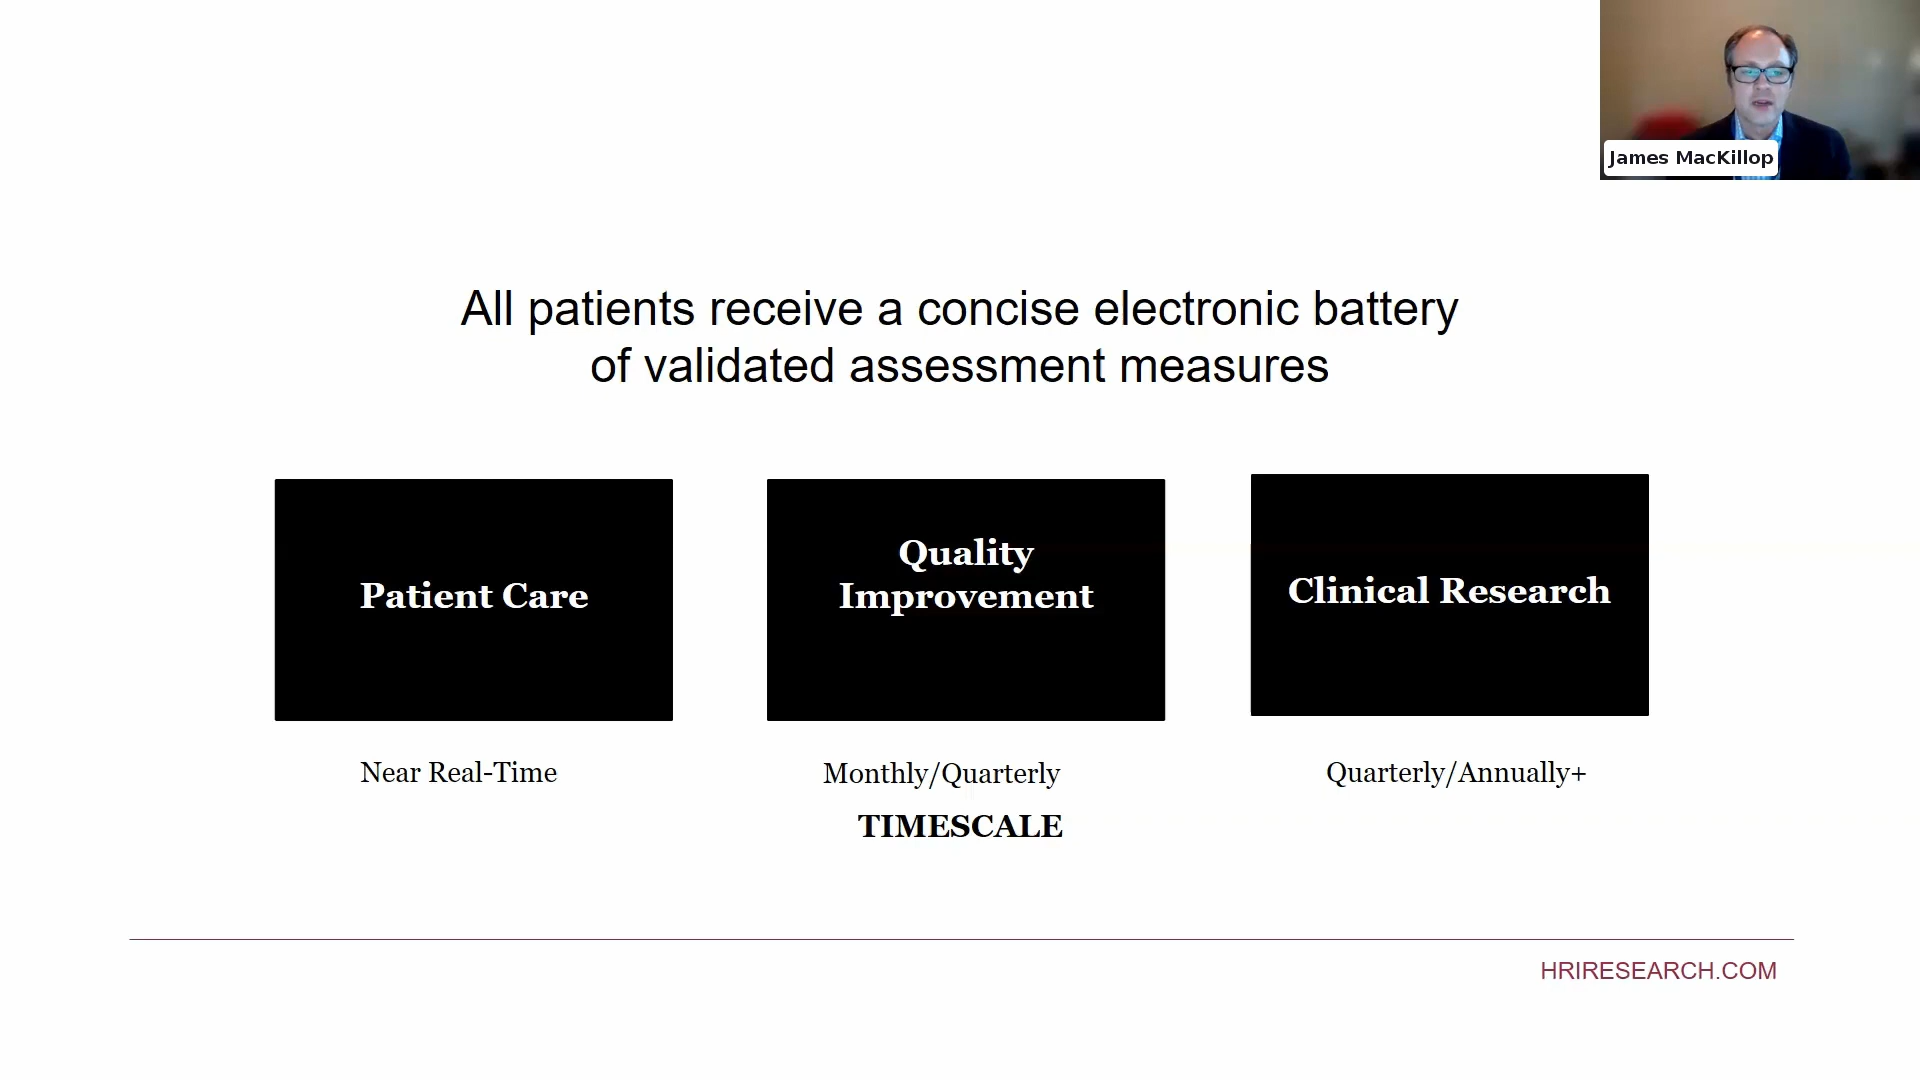 James MacKillop
All patients receive a concise electronic battery
of validated assessment measures
Patient Care
Quality
Improvement
Clinical Research
Near Real-Time
Monthly/Quarterly
Quarterly/Annually+
TIMESCALE
HRIRESEARCH.COM